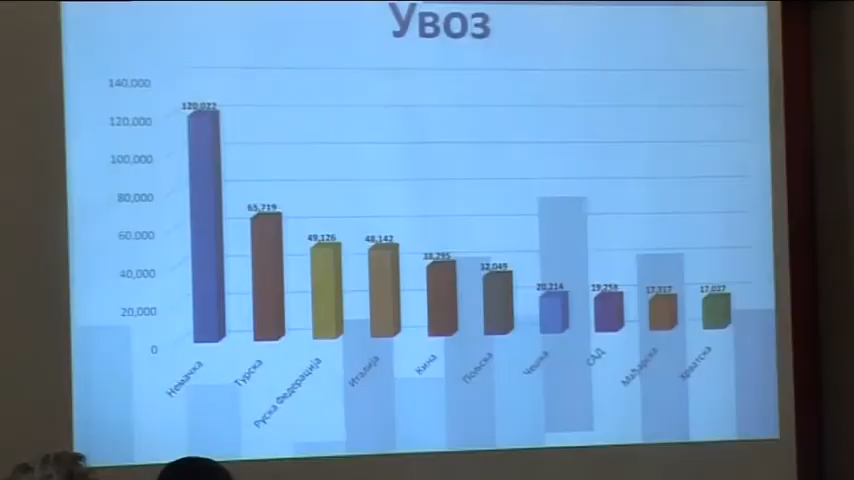 Увоз
140,000
120,000
100,000
80,000
60,000
40,000
20,000
0
120,022
65,719
49,126
48,142
38,295
32,049
20,214
19,258
17,317
17,027
Немачка
Турска
Руска Федерација
Италија
Кина
Пољска
Чешка
САД
Мађарска
Хрватска